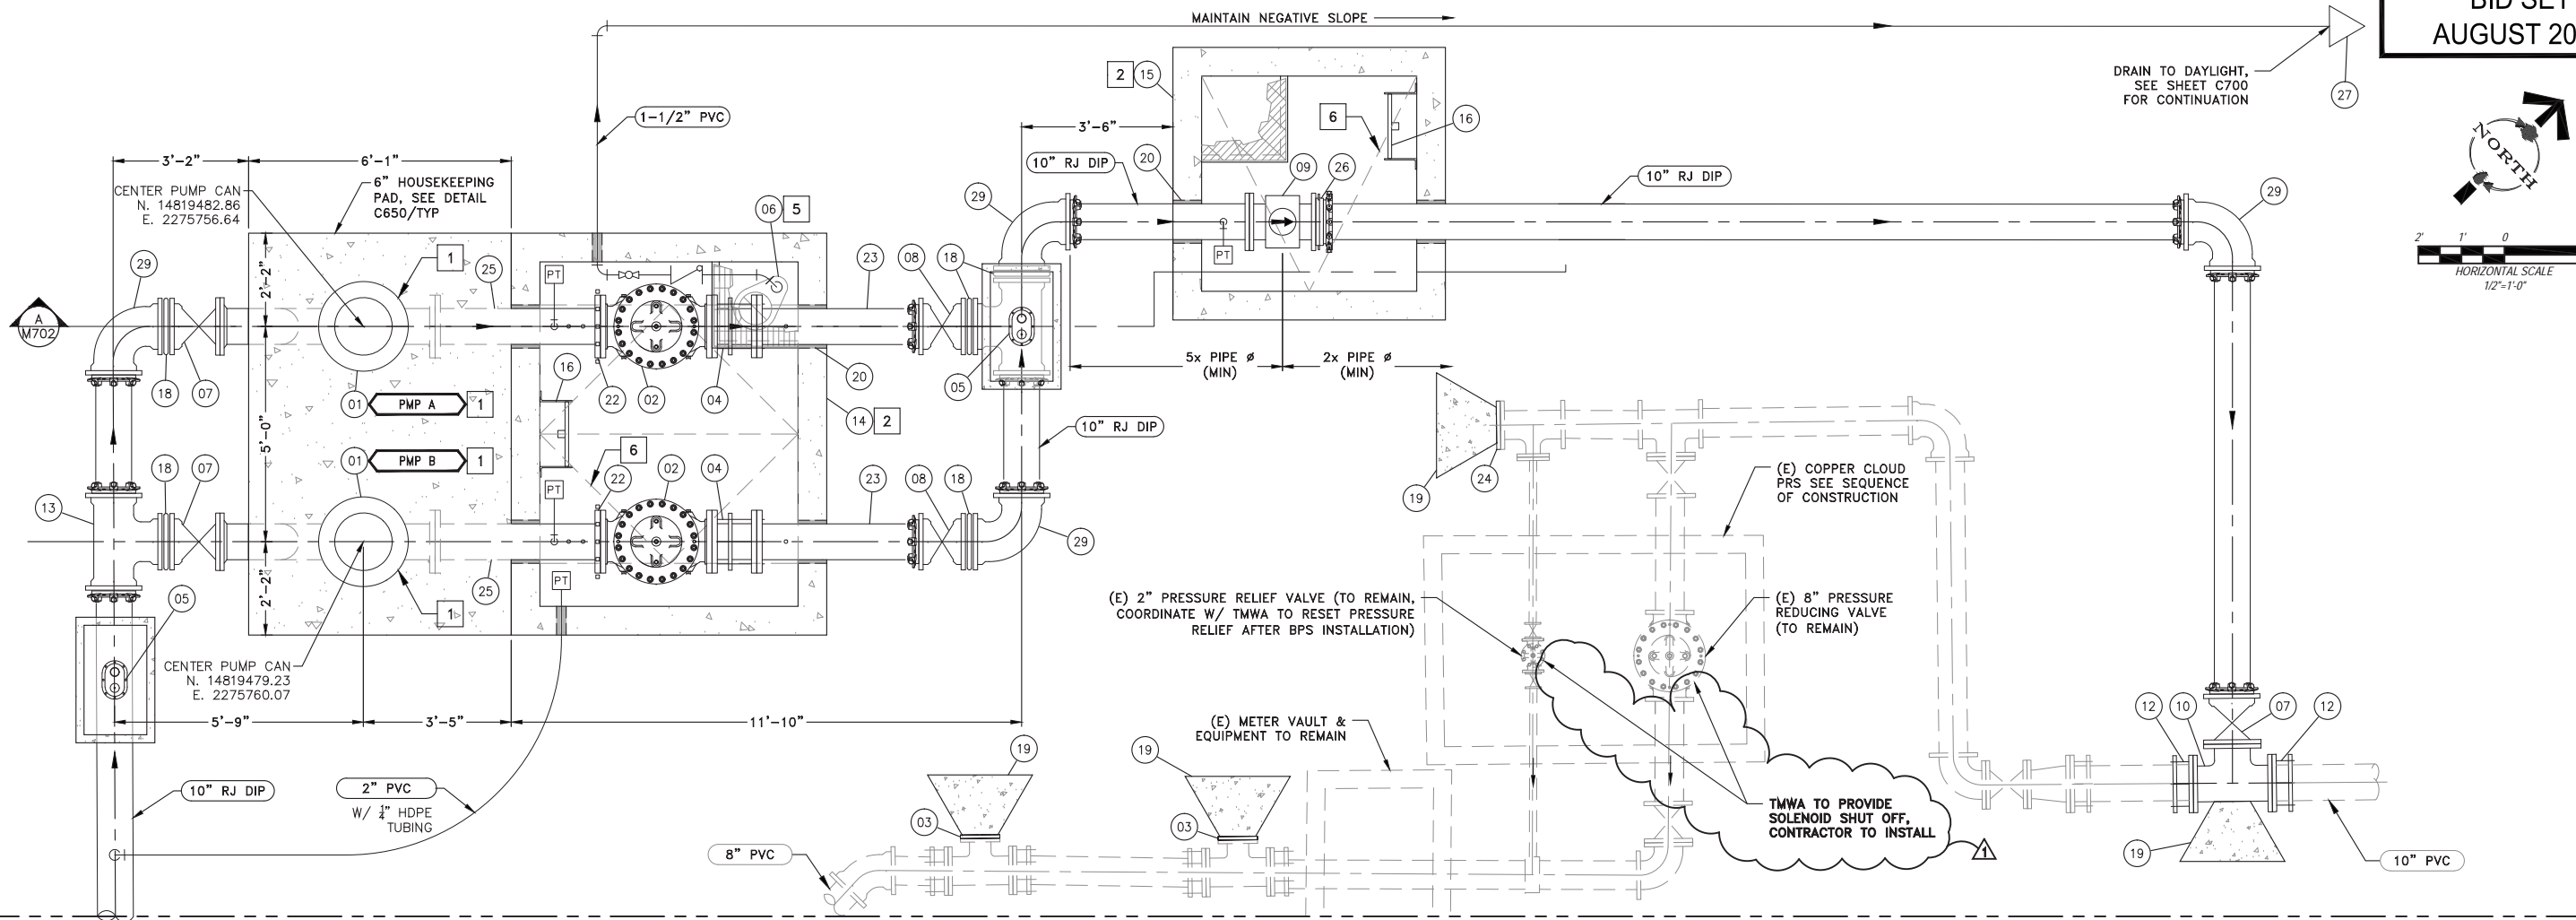 MAINTAIN NEGATIVE SLOPE
BID SET
AUGUST 20
DRAIN TO DAYLIGHT,
SEE SHEET C700
FOR CONTINUATION
27
NORTH
2' 1' 0
HORIZONTAL SCALE
1/2"=1'-0"
2 15
1-1/2" PVC
3'-6"
6
16
10" RJ DIP
20
09
26
10" RJ DIP
29
PT
3'-2"
6'-1"
CENTER PUMP CAN
N. 14819482.86
E. 2275756.64
6" HOUSEKEEPING
PAD, SEE DETAIL
C650/TYP
06 5
29
2'-2"
1
25
PT
23
08
18
29
A
M702
5x PIPE ø
(MIN)
2x PIPE ø
(MIN)
18
07
01
PMP A
1
16
22
02
04
20
05
14 2
5'-0"
10" RJ DIP
01
PMP B
1
6
18
07
22
02
04
23
08
18
PT
13
29
19
24
(E) COPPER CLOUD
PRS SEE SEQUENCE
OF CONSTRUCTION
2'-2"
25
1
PT
05
(E) 2" PRESSURE RELIEF VALVE (TO REMAIN,
COORDINATE W/ TMWA TO RESET PRESSURE
RELIEF AFTER BPS INSTALLATION)
(E) 8" PRESSURE
REDUCING VALVE
(TO REMAIN)
CENTER PUMP CAN
N. 14819479.23
E. 2275760.07
5'-9"
3'-5"
11'-10"
(E) METER VAULT &
EQUIPMENT TO REMAIN
12
10
07
12
19
19
10" RJ DIP
2" PVC
W/ ¼" HDPE
TUBING
03
03
TMWA TO PROVIDE
SOLENOID SHUT OFF,
CONTRACTOR TO INSTALL
1
8" PVC
19
10" PVC